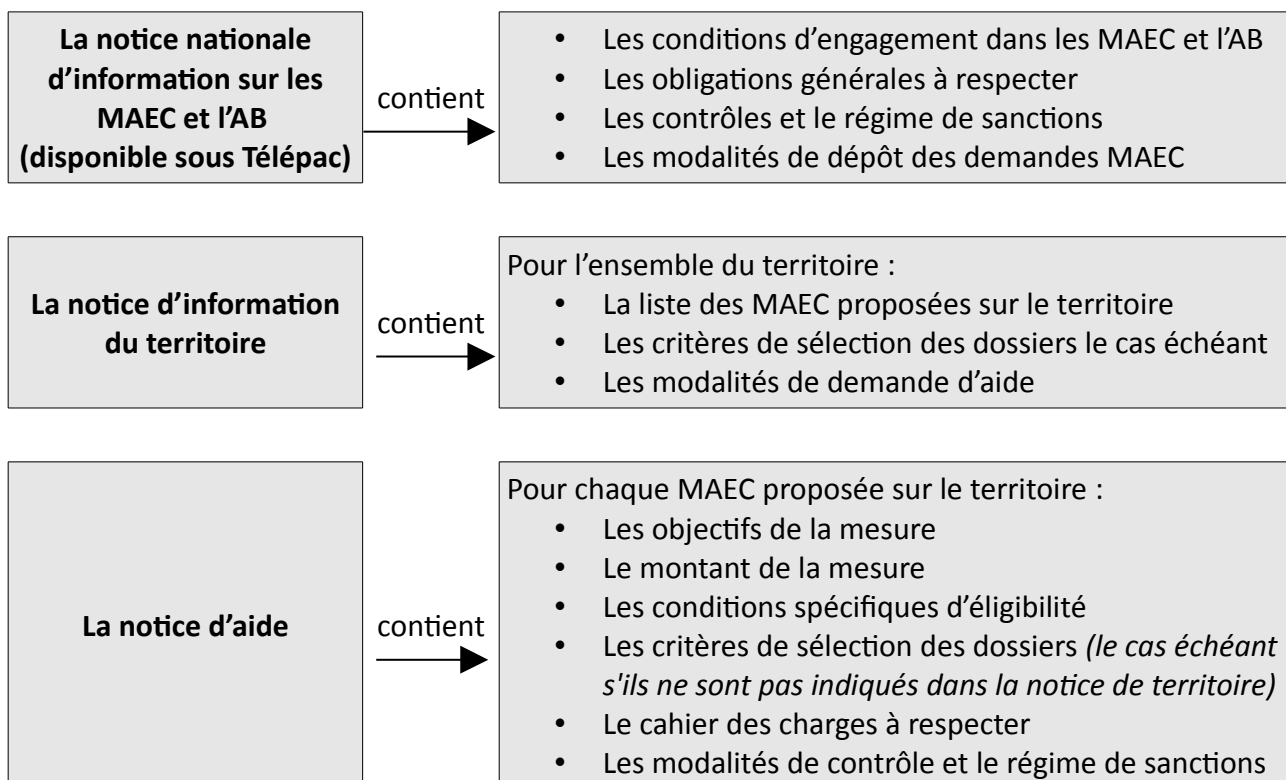 La notice nationale
d’information sur les
MAEC et l’AB
(disponible sous Télépac)
contient
• Les conditions d’engagement dans les MAEC et l’AB
• Les obligations générales à respecter
• Les contrôles et le régime de sanctions
• Les modalités de dépôt des demandes MAEC
La notice d’information
du territoire
contient
Pour l’ensemble du territoire :
• La liste des MAEC proposées sur le territoire
• Les critères de sélection des dossiers le cas échéant
• Les modalités de demande d’aide
La notice d’aide
contient
Pour chaque MAEC proposée sur le territoire :
• Les objectifs de la mesure
• Le montant de la mesure
• Les conditions spécifiques d’éligibilité
• Les critères de sélection des dossiers (le cas échéant
s'ils ne sont pas indiqués dans la notice de territoire)
• Le cahier des charges à respecter
• Les modalités de contrôle et le régime de sanctions